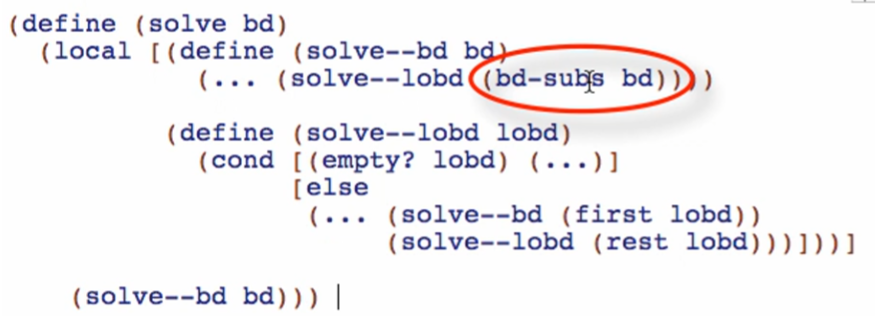 (define (solve bd)
(local [(define (solve--bd bd)
(... (solve--lobd (bd-subs bd))))
(define (solve--lobd lobd)
(cond [(empty? lobd) (...)]
[else
(... (solve--bd (first lobd))
(solve--lobd (rest lobd)))]))]
(solve--bd bd)))